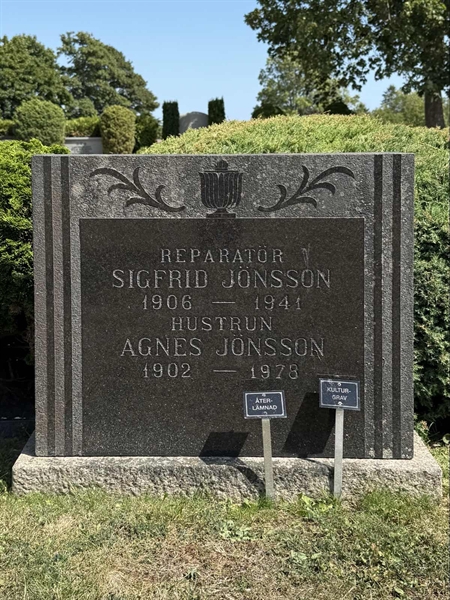 REPARATÖR
SIGFRID JÖNSSON
1906 — 1941
HUSTRUN
AGNES JÖNSSON
1902 — 1978
ÅTER-
LÄMNAD
KULTUR-
GRAV